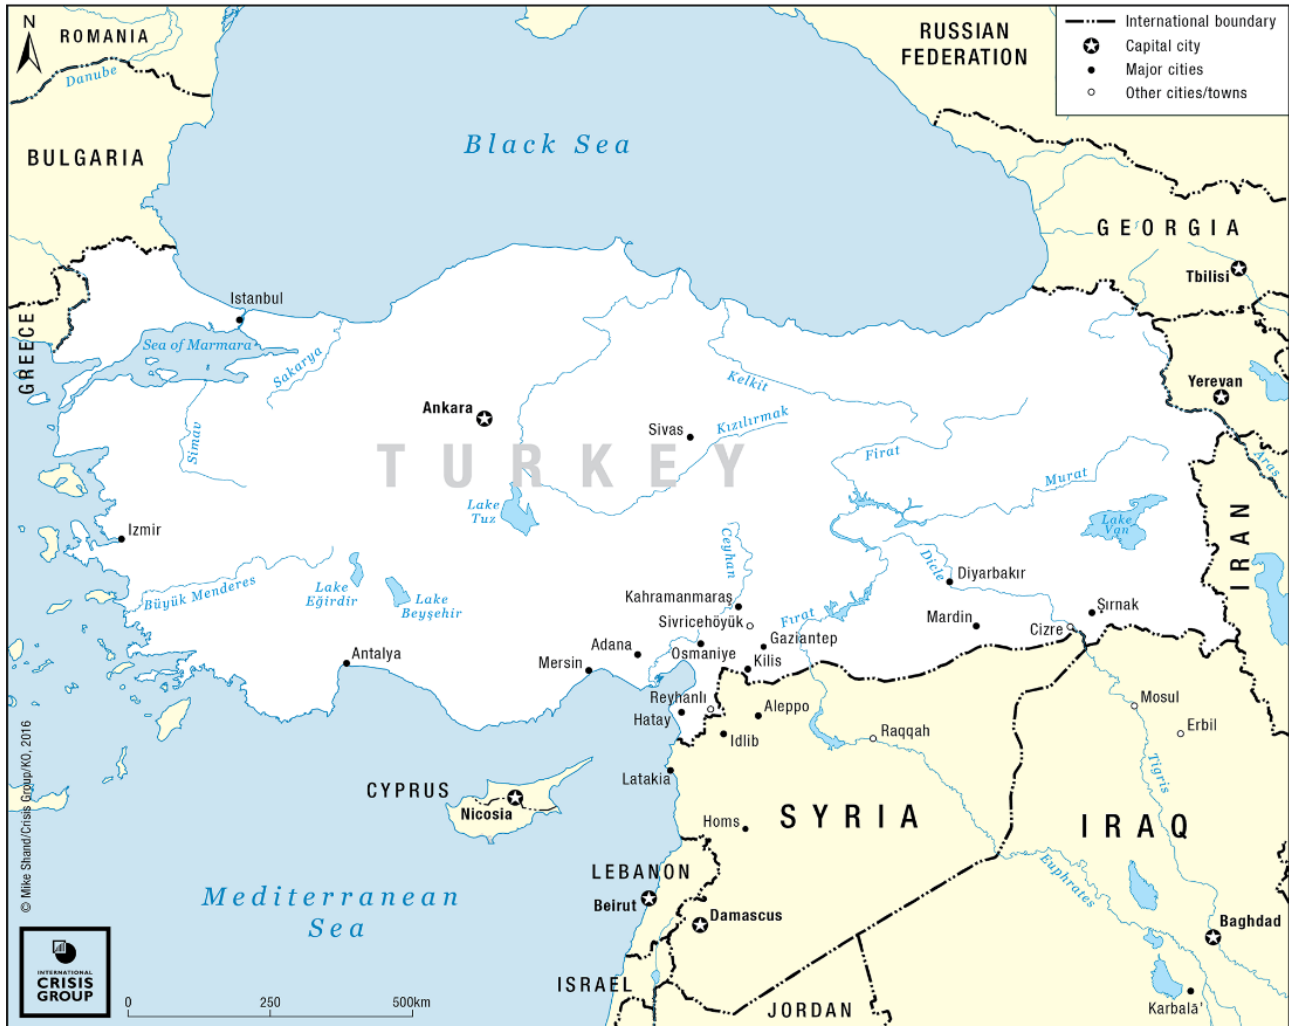 N
ROMANIA
Danube
BULGARIA
GREECE
RUSSIAN
FEDERATION
International boundary
Capital city
Major cities
Other cities/towns
Black Sea
GEORGIA
Tbilisi
Istanbul
Sea of Marmara
Sakarya
Simav
Ankara
Kelkit
Sivas
Kızılırmak
TURKEY
Yerevan
Aras
Firat
Murat
Lake
Tuz
Lake
Van
IRAN
Izmir
Ceyhan
Dicle
Diyarbakır
Büyük Menderes
Lake
Eğirdir
Lake
Beyşehir
Kahramanmaraş
Sivricehöyük
Fırat
Mardin
Şırnak
Cizre
Antalya
Adana
Osmaniye
Gaziantep
Mersin
Kilis
Reyhanlı
Hatay
Aleppo
Idlib
Raqqah
Mosul
Erbil
Tigris
Latakia
CYPRUS
Nicosia
Homs
SYRIA
IRAQ
Euphrates
LEBANON
Beirut
Damascus
Baghdad
Mediterranean
Sea
ISRAEL
JORDAN
Karbalā'
© Mike Shand/Crisis Group/KO, 2016
INTERNATIONAL
CRISIS
GROUP
0 250 500km